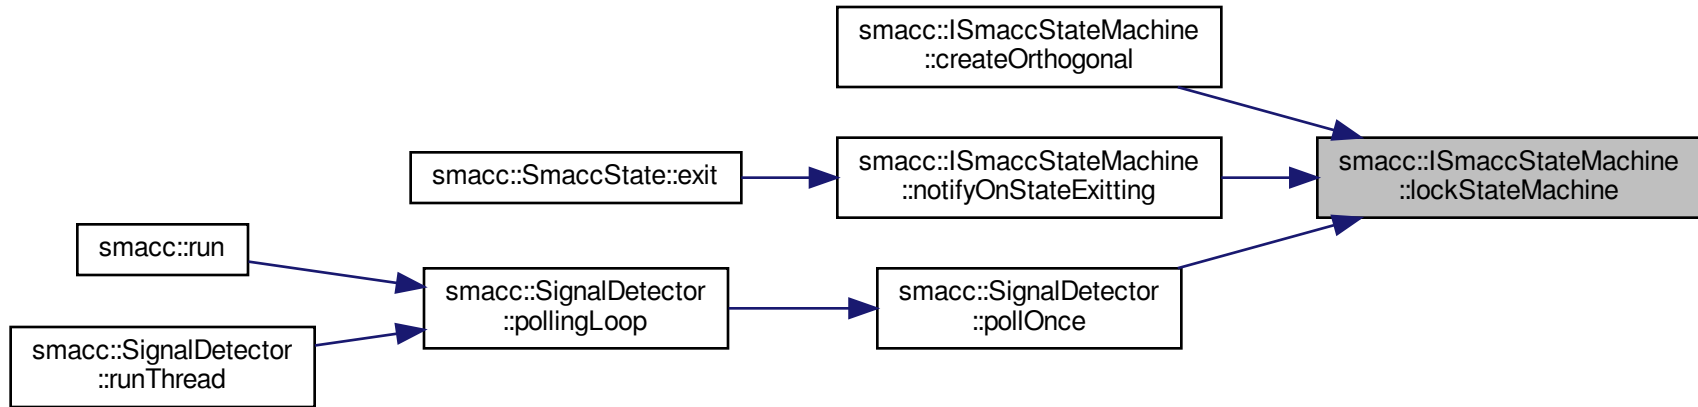 smacc::ISmaccStateMachine
::createOrthogonal
smacc::SmaccState::exit
smacc::ISmaccStateMachine
::notifyOnStateExitting
smacc::ISmaccStateMachine
::lockStateMachine
smacc::run
smacc::SignalDetector
::pollingLoop
smacc::SignalDetector
::pollOnce
smacc::SignalDetector
::runThread